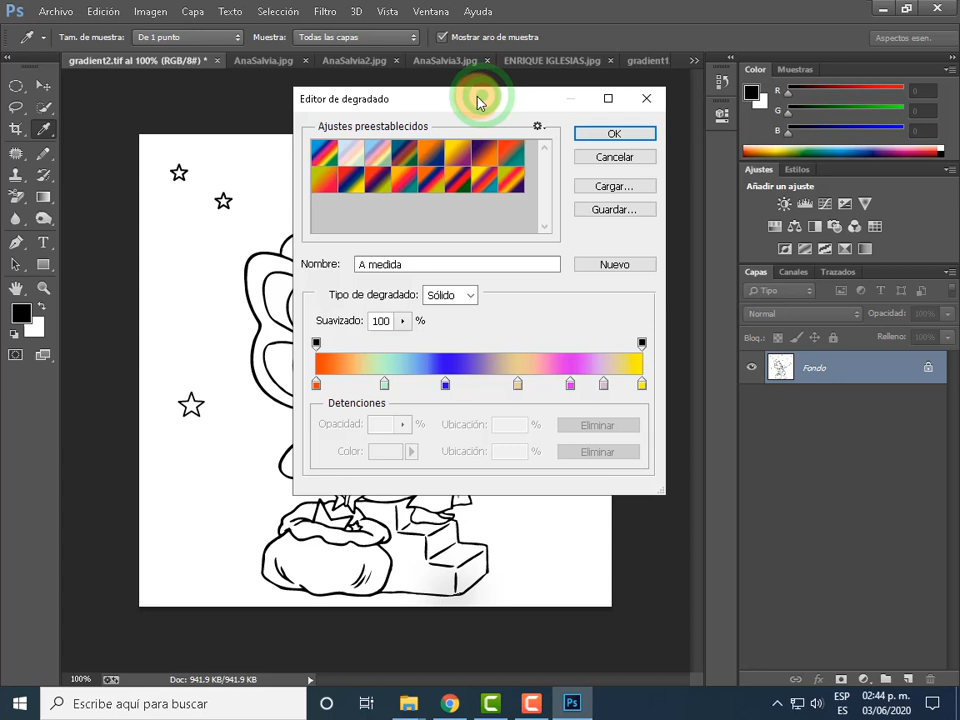 Ps Archivo Edición Imagen Capa Texto Selección Filtro 3D Vista Ventana Ayuda
Tam. de muestra: De 1 punto Muestra: Todas las capas Mostrar aro de muestra Aspectos esen...
gradient2.tif al 100% (RGB/8#) * × AnaSalvia.jpg × AnaSalvia2.jpg × AnaSalvia3.jpg × ENRIQUE IGLESIAS.jpg × gradient1
Color Muestras
R 0
G 0
B 0
Ajustes Estilos
Añadir un ajuste
Capas Canales Trazados
Tipo
Normal Opacidad: 100%
Bloq.: Relleno: 100%
Fondo
Editor de degradado
Ajustes preestablecidos
OK
Cancelar
Cargar...
Guardar...
Nombre: A medida Nuevo
Tipo de degradado: Sólido
Suavizado: 100 %
Detenciones
Opacidad: % Ubicación: % Eliminar
Color: Ubicación: % Eliminar
100% Doc: 941.9 KB/941.9 KB
Escribe aquí para buscar
Ps
ESP
ES
02:44 p. m.
03/06/2020